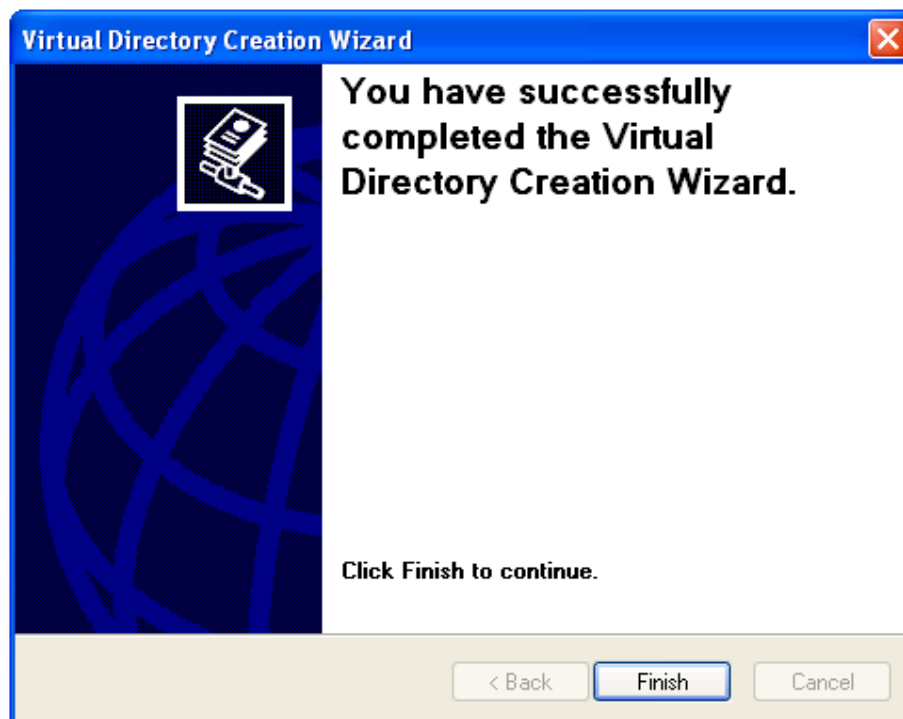 Virtual Directory Creation Wizard
You have successfully
completed the Virtual
Directory Creation Wizard.
Click Finish to continue.
< Back Finish Cancel